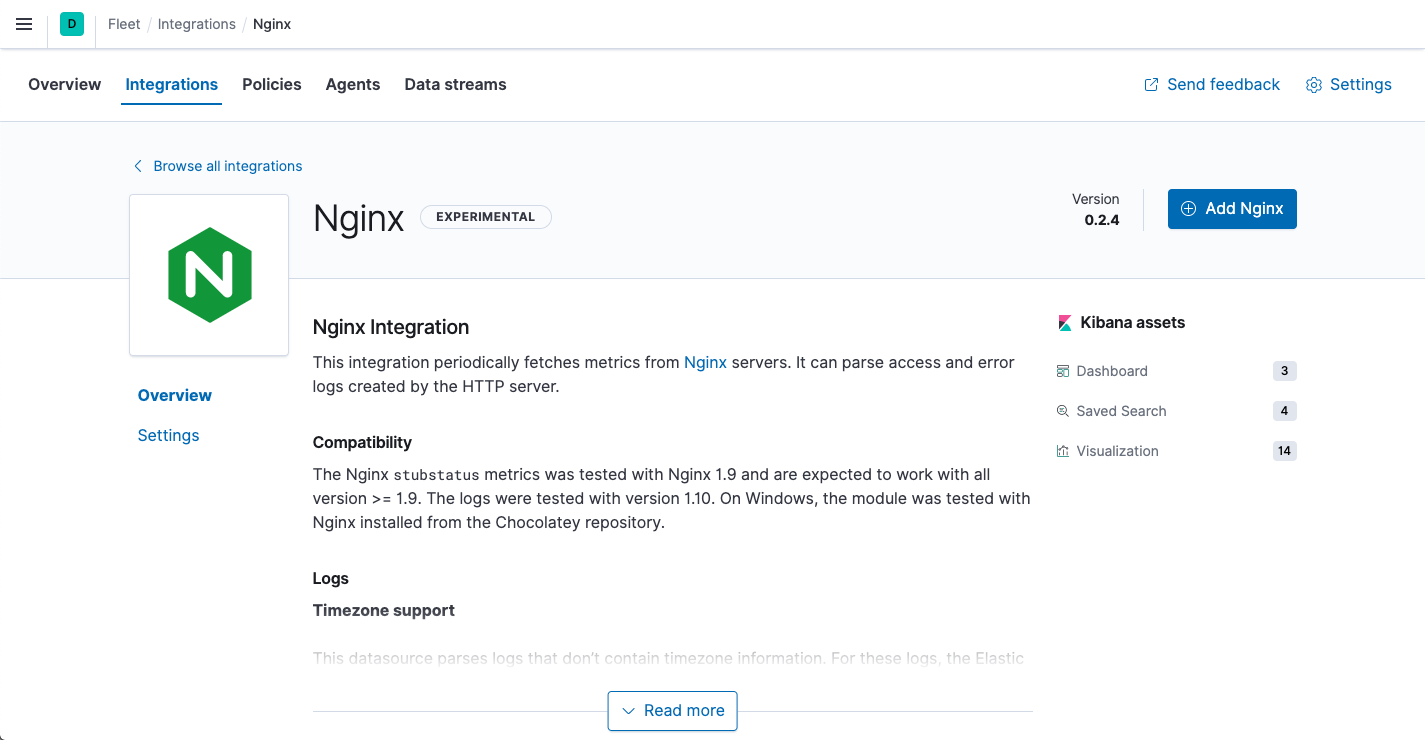 D Fleet / Integrations / Nginx
Overview Integrations Policies Agents Data streams Send feedback Settings
Browse all integrations
N
Nginx EXPERIMENTAL
Version
0.2.4
Add Nginx
Overview
Settings
Nginx Integration
This integration periodically fetches metrics from Nginx servers. It can parse access and error
logs created by the HTTP server.
Compatibility
The Nginx stubstatus metrics was tested with Nginx 1.9 and are expected to work with all
version >= 1.9. The logs were tested with version 1.10. On Windows, the module was tested with
Nginx installed from the Chocolatey repository.
Logs
Timezone support
This datasource parses logs that don’t contain timezone information. For these logs, the Elastic
Read more
Kibana assets
Dashboard 3
Saved Search 4
Visualization 14